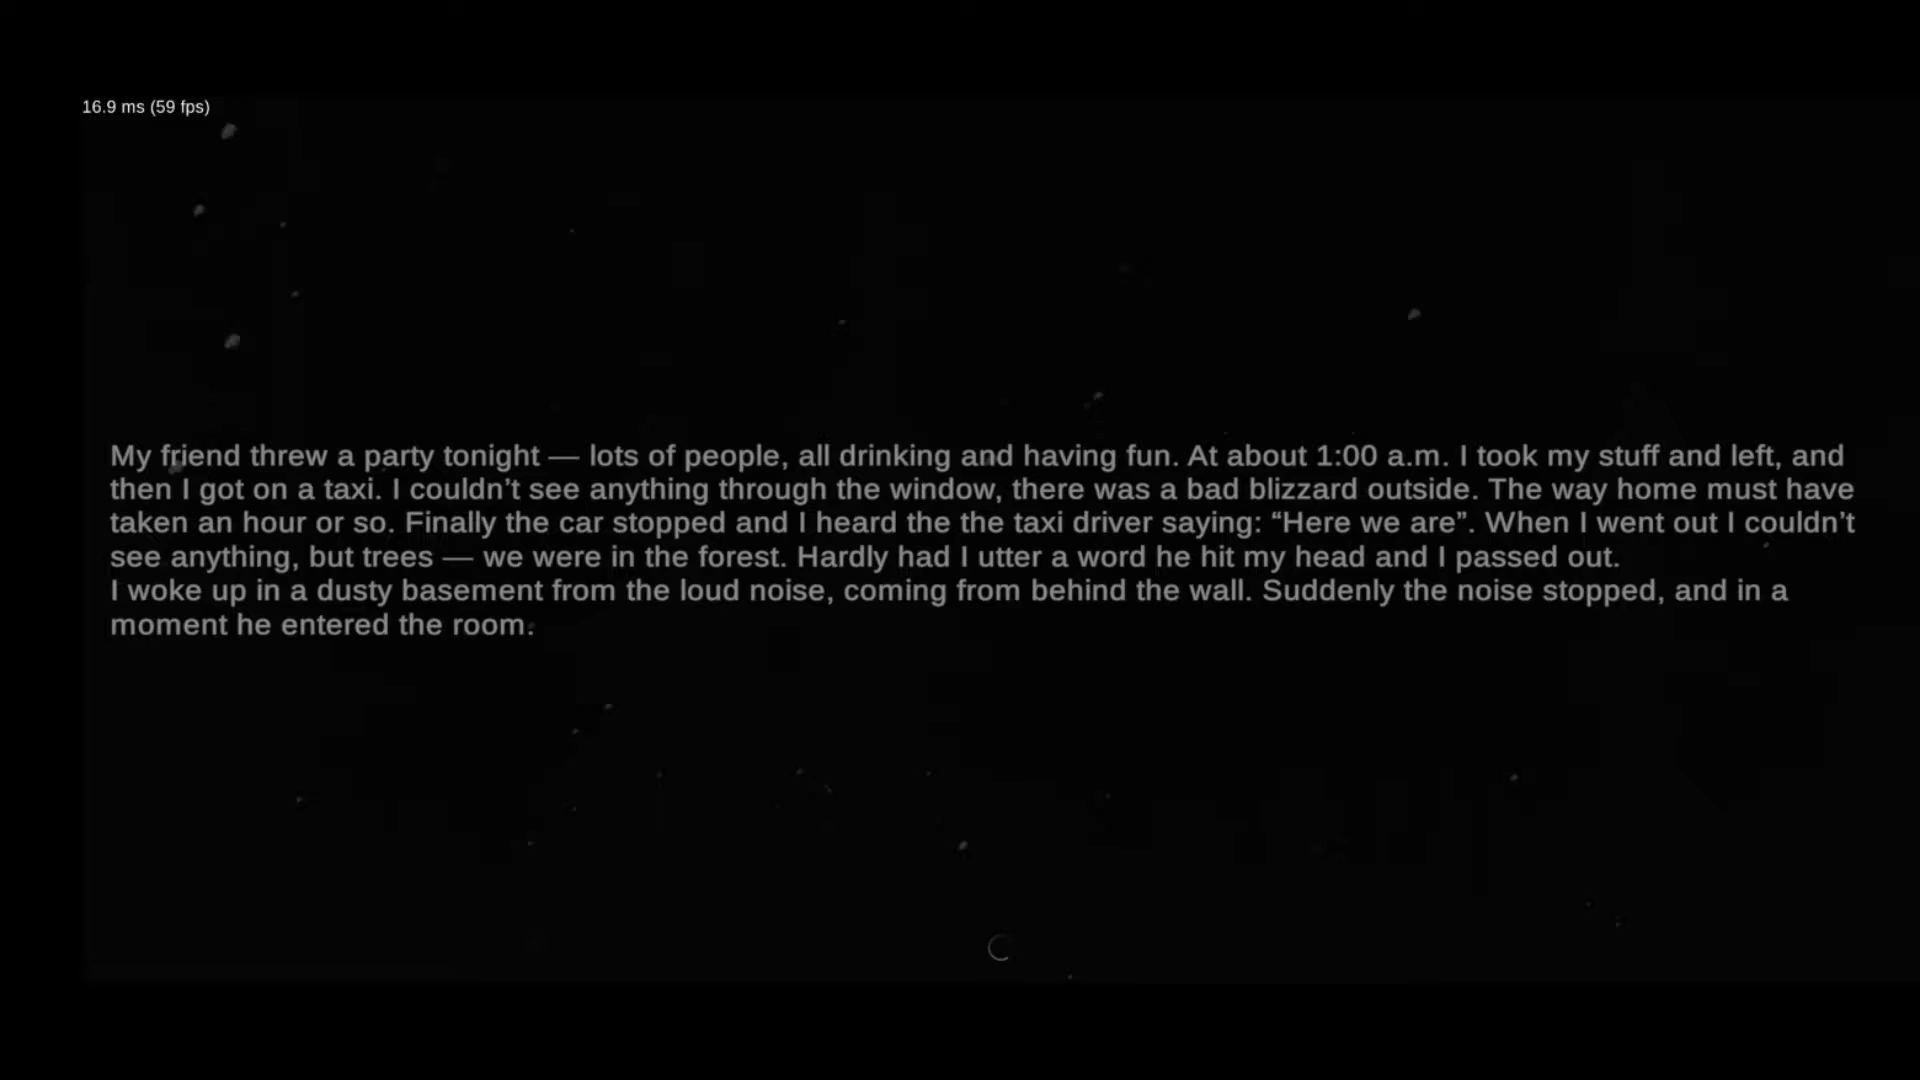 16.9 ms (59 fps)
My friend threw a party tonight — lots of people, all drinking and having fun. At about 1:00 a.m. I took my stuff and left, and
then I got on a taxi. I couldn’t see anything through the window, there was a bad blizzard outside. The way home must have
taken an hour or so. Finally the car stopped and I heard the the taxi driver saying: “Here we are”. When I went out I couldn’t
see anything, but trees — we were in the forest. Hardly had I utter a word he hit my head and I passed out.
I woke up in a dusty basement from the loud noise, coming from behind the wall. Suddenly the noise stopped, and in a
moment he entered the room.